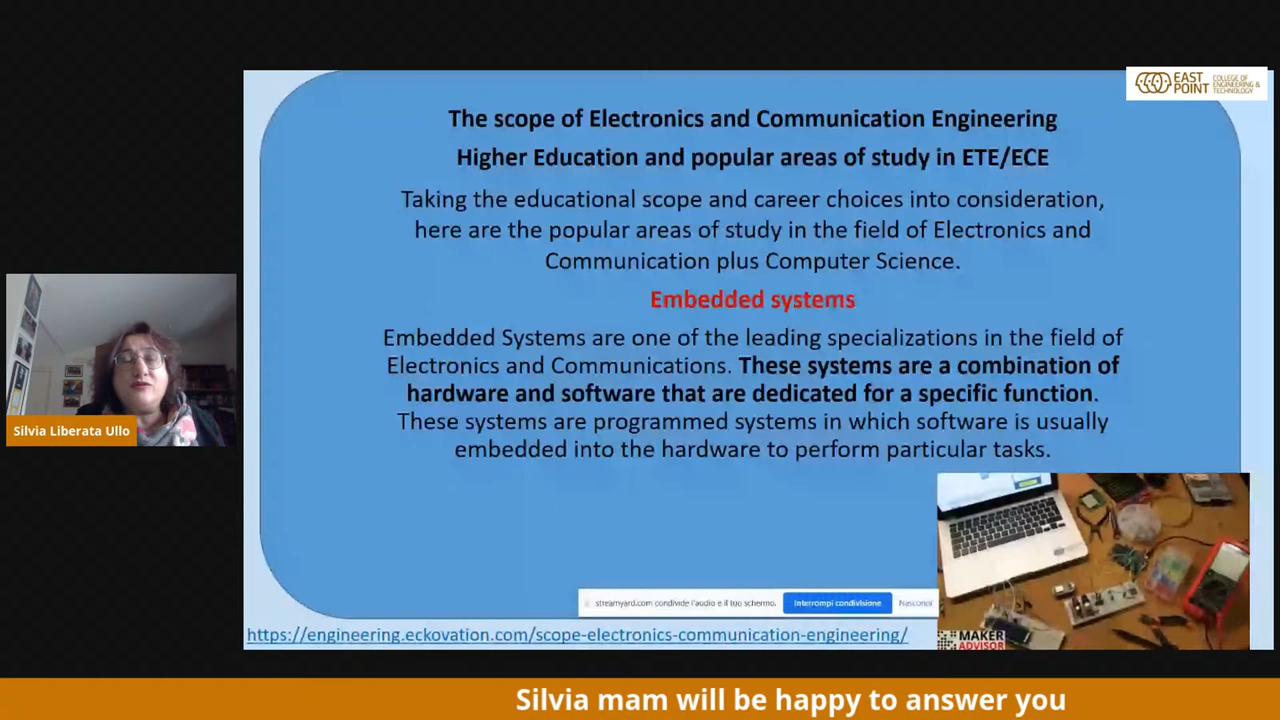 EAST
POINT
COLLEGE OF
ENGINEERING &
TECHNOLOGY
The scope of Electronics and Communication Engineering
Higher Education and popular areas of study in ETE/ECE
Taking the educational scope and career choices into consideration,
here are the popular areas of study in the field of Electronics and
Communication plus Computer Science.
Embedded systems
Embedded Systems are one of the leading specializations in the field of
Electronics and Communications. These systems are a combination of
hardware and software that are dedicated for a specific function.
These systems are programmed systems in which software is usually
embedded into the hardware to perform particular tasks.
Silvia Liberata Ullo
streamyard.com condivide l'audio e il tuo schermo.
Interrompi condivisione
Nascondi
https://engineering.eckovation.com/scope-electronics-communication-engineering/
MAKER
ADVISOR
Silvia mam will be happy to answer you